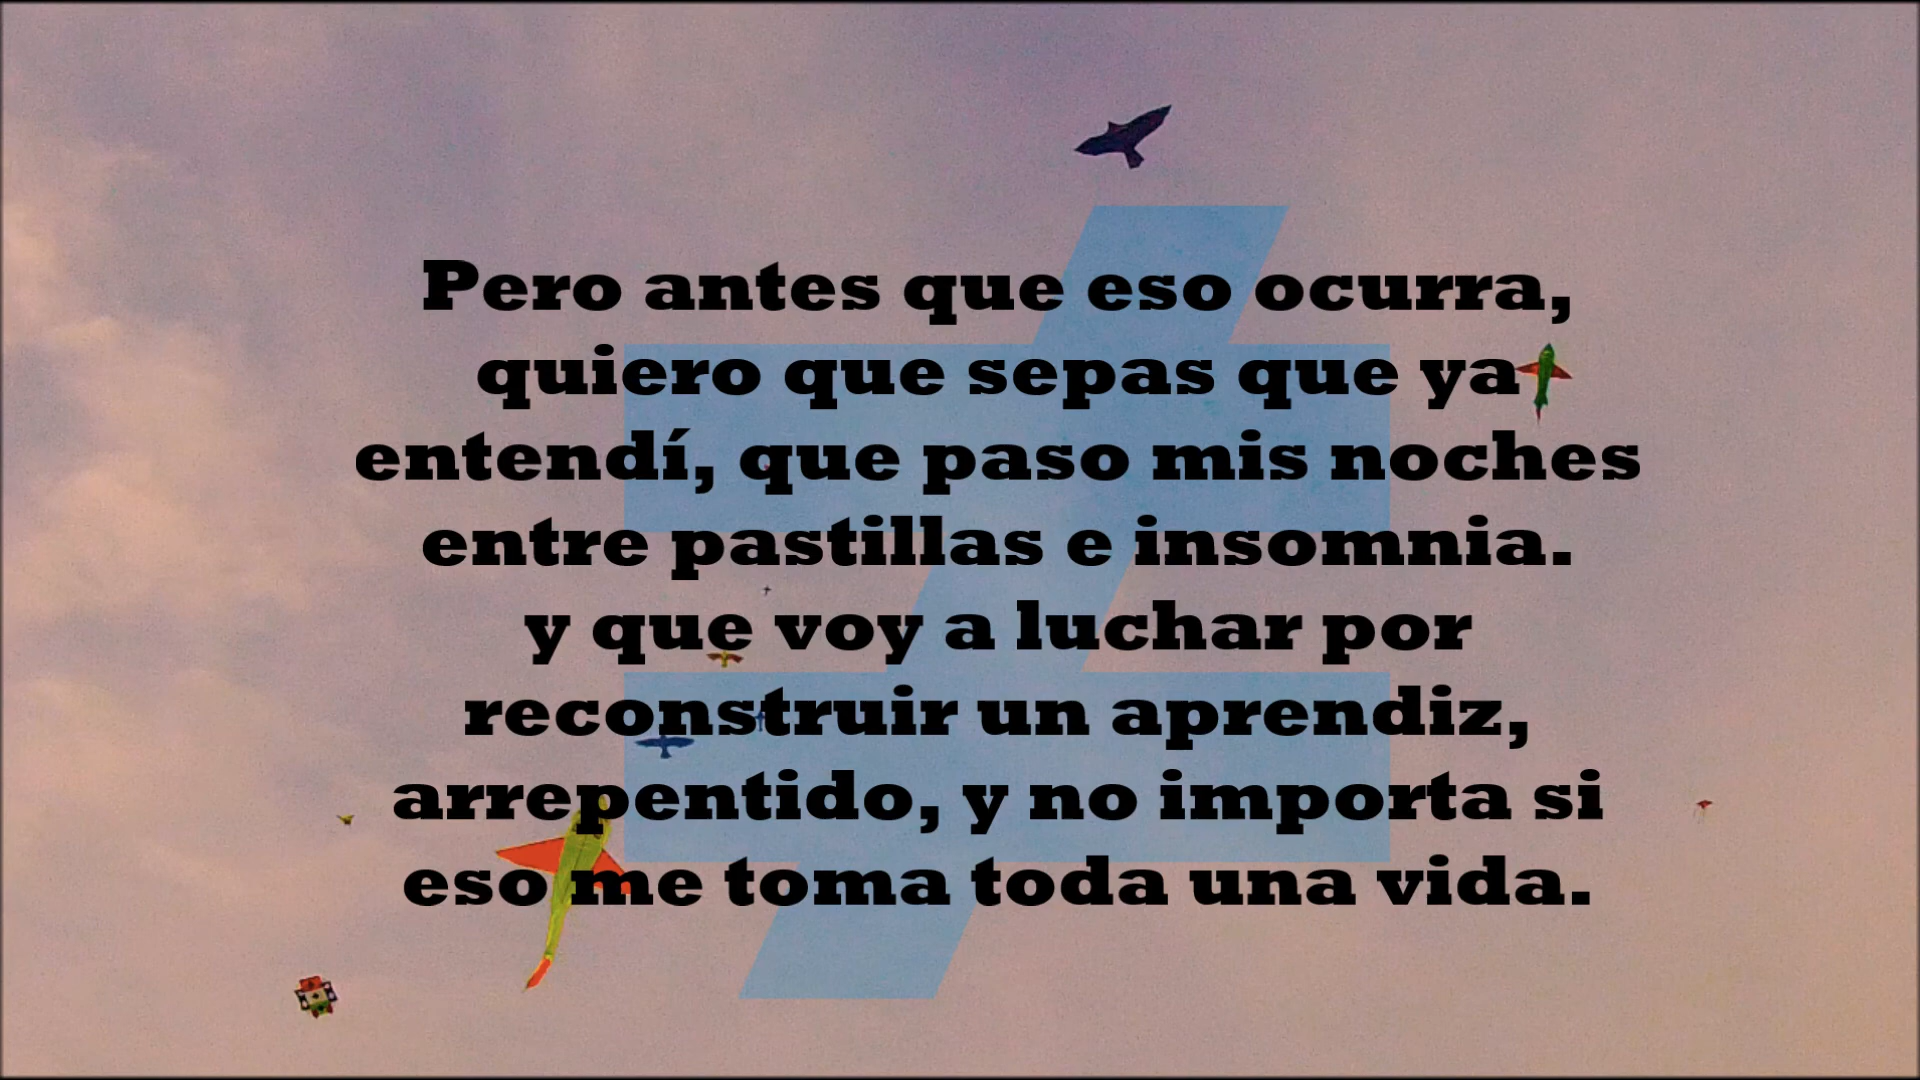 Pero antes que eso ocurra,
quiero que sepas que ya
entendí, que paso mis noches
entre pastillas e insomnia.
y que voy a luchar por
reconstruir un aprendiz,
arrepentido, y no importa si
eso me toma toda una vida.